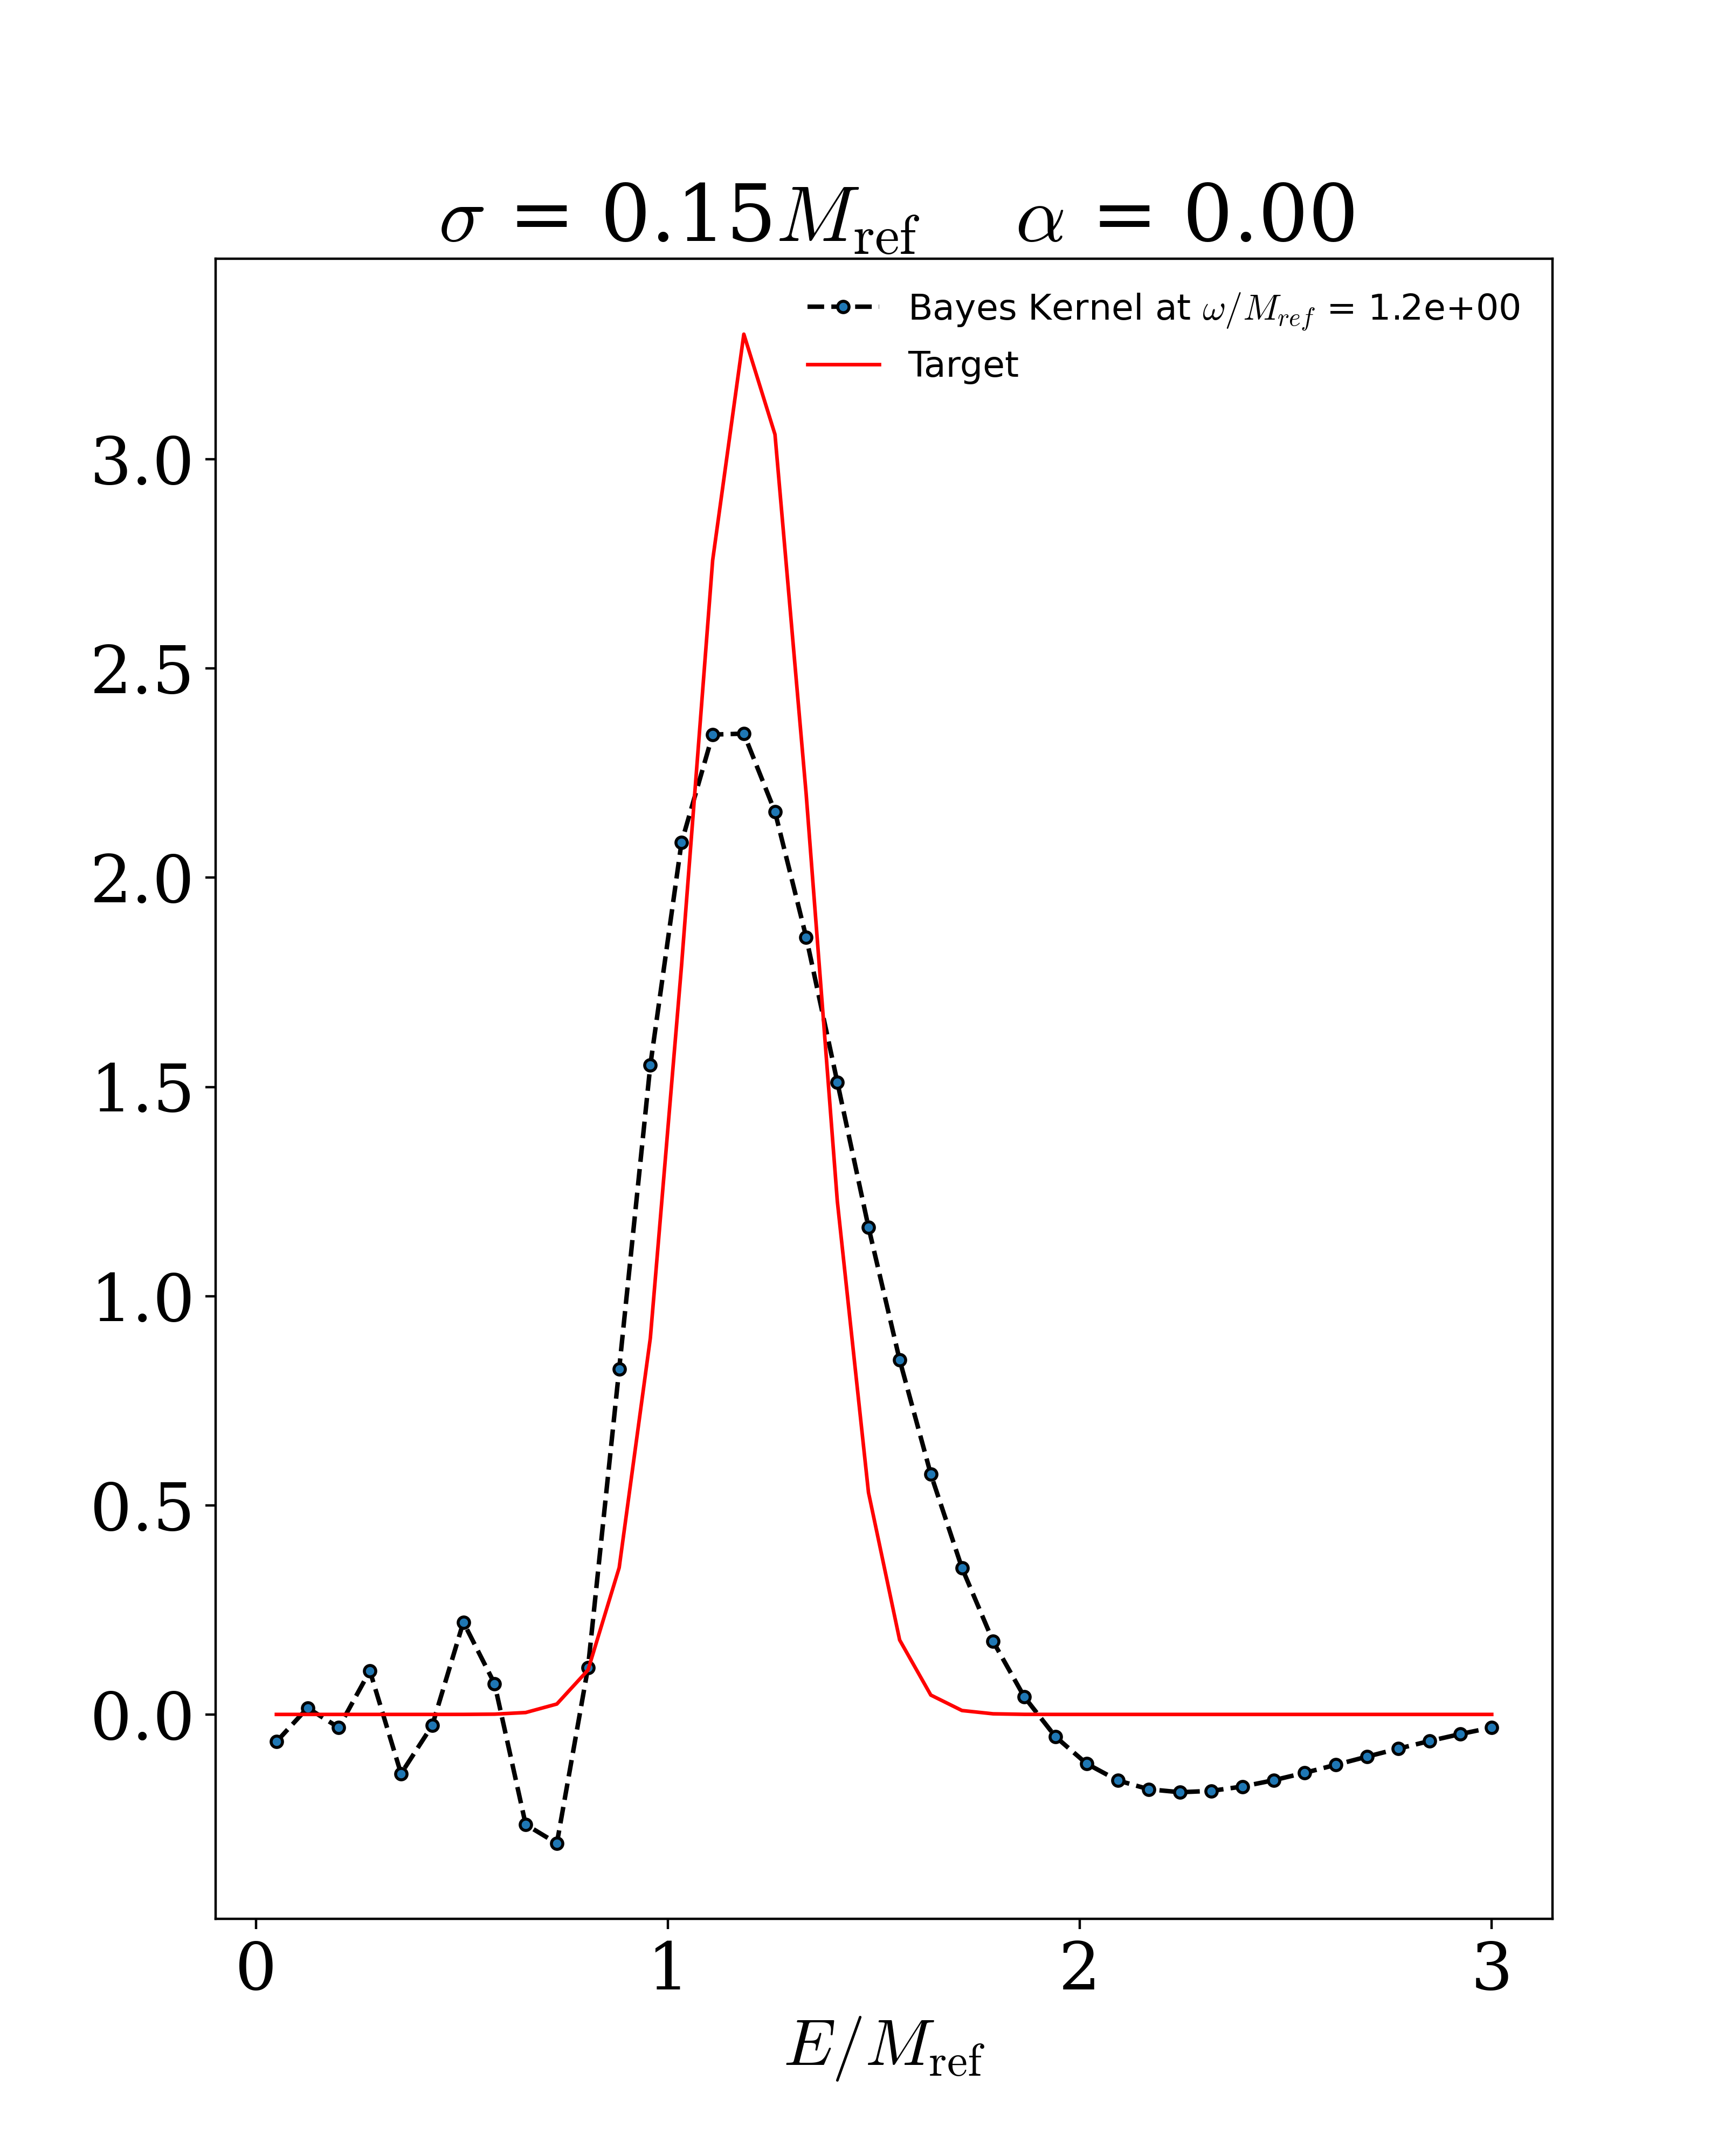 σ = 0.15M_ref α = 0.00
Bayes Kernel at ω/M_ref = 1.2e+00
Target
3.0
2.5
2.0
1.5
1.0
0.5
0.0
0 1 2 3
E/M_ref